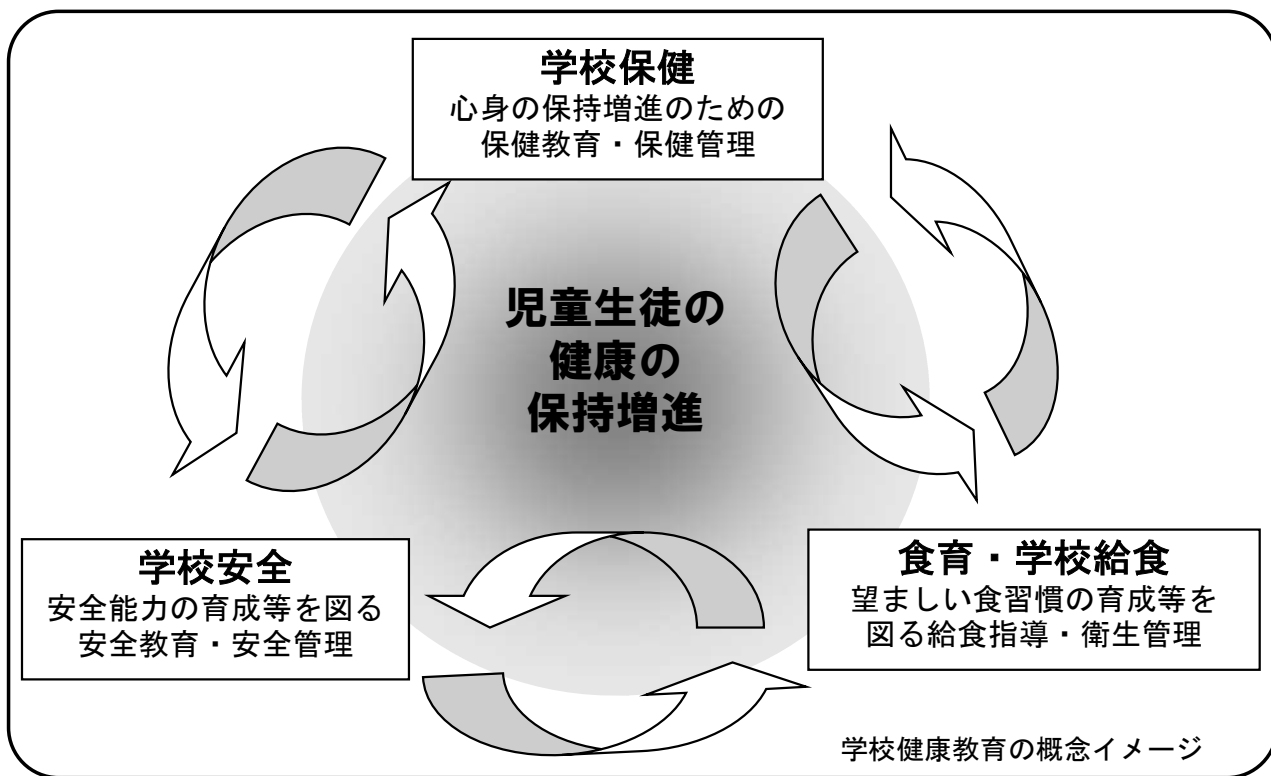 学校保健
心身の保持増進のための
保健教育・保健管理
児童生徒の
健康の
保持増進
学校安全
安全能力の育成等を図る
安全教育・安全管理
食育・学校給食
望ましい食習慣の育成等を
図る給食指導・衛生管理
学校健康教育の概念イメージ